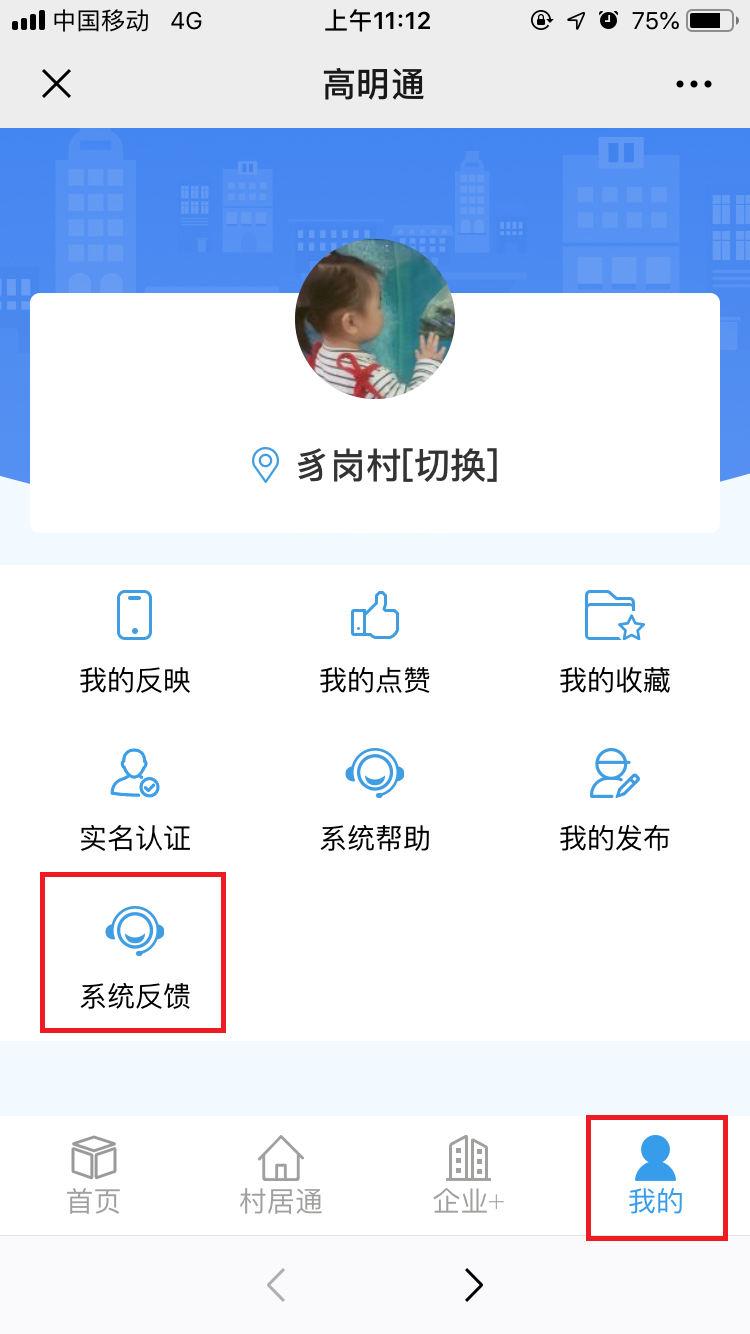 中国移动 4G 上午11:12 75%
高明通
豸岗村[切换]
我的反映 我的点赞 我的收藏
实名认证 系统帮助 我的发布
系统反馈
首页 村居通 企业+ 我的